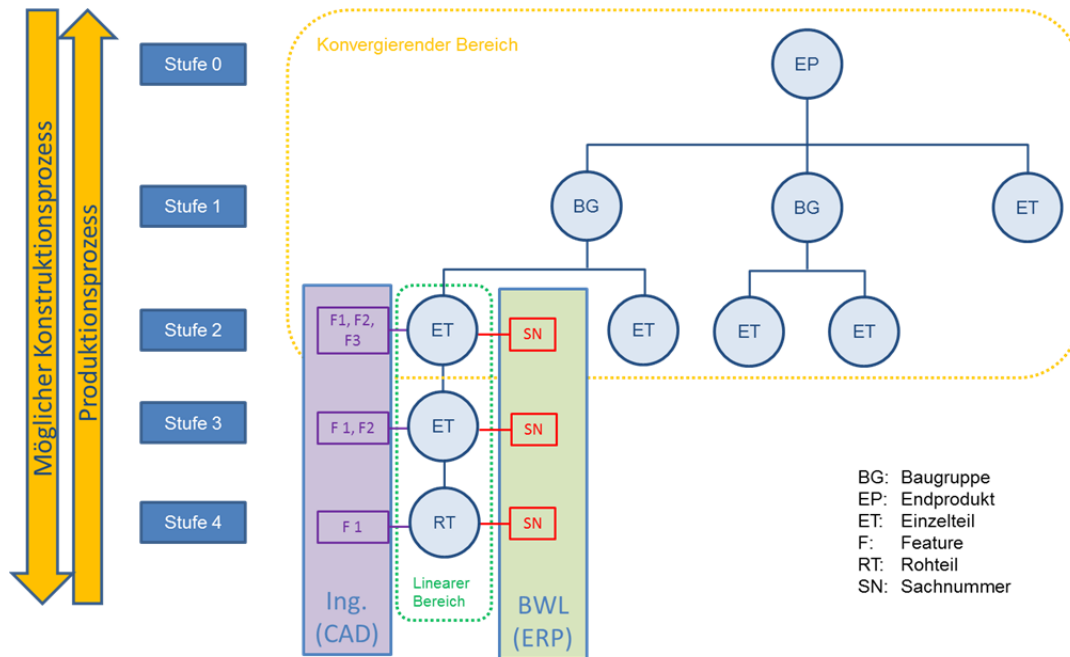 Möglicher Konstruktionsprozess
Produktionsprozess
Konvergierender Bereich
Stufe 0
EP
Stufe 1
BG
BG
ET
Stufe 2
F1, F2,
F3
ET
SN
ET
ET
ET
Stufe 3
F 1, F2
ET
SN
Stufe 4
F 1
RT
SN
Linearer
Bereich
Ing.
(CAD)
BWL
(ERP)
BG: Baugruppe
EP: Endprodukt
ET: Einzelteil
F: Feature
RT: Rohteil
SN: Sachnummer